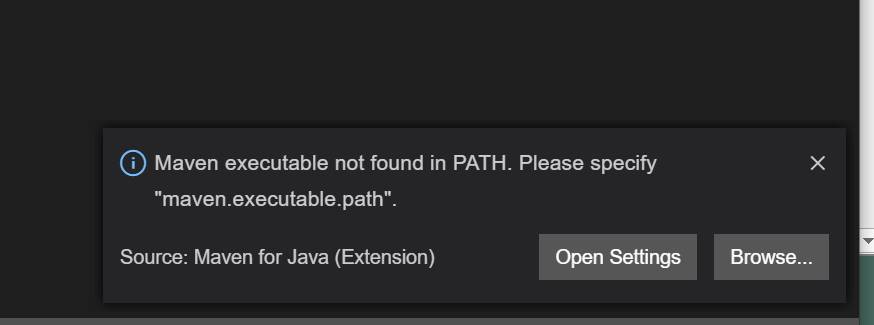 Maven executable not found in PATH. Please specify
"maven.executable.path".
Source: Maven for Java (Extension)
Open Settings
Browse...